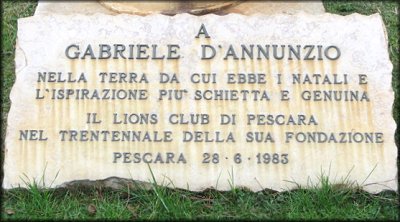 A
GABRIELE D'ANNUNZIO
NELLA TERRA DA CUI EBBE I NATALI E
L'ISPIRAZIONE PIU' SCHIETTA E GENUINA
IL LIONS CLUB DI PESCARA
NEL TRENTENNALE DELLA SUA FONDAZIONE
PESCARA 28·6·1983